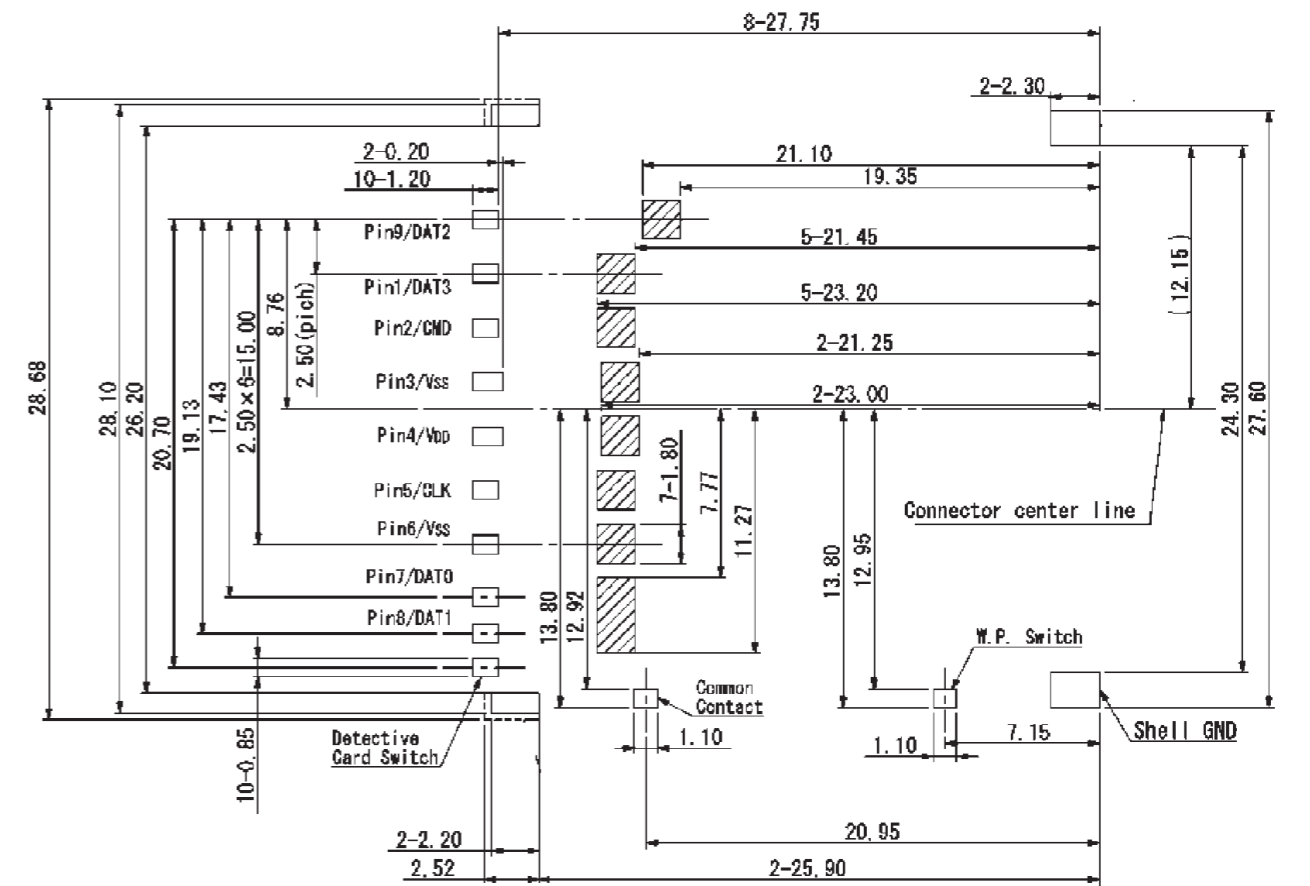 8-27.75
2-2.30
2-0.20
21.10
10-1.20
19.35
Pin9/DAT2
5-21.45
(12.15)
Pin1/DAT3
5-23.20
8.76
2.50(pich)
Pin2/CMD
2-21.25
2.50×6=15.00
Pin3/Vss
28.68
28.10
26.20
20.70
19.13
17.43
2-23.00
24.30
27.60
Pin4/Vpp
7-1.80
7.77
Pin5/CLK
11.27
Connector center line
Pin6/Vss
13.80
12.95
Pin7/DAT0
13.80
12.92
Pin8/DAT1
W.P. Switch
Common
Contact
Detective
Card Switch
1.10
7.15
Shell GND
1.10
10-0.85
2-2.20
20.95
2.52
2-25.90